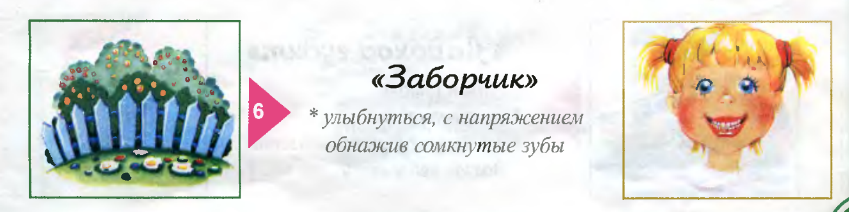 «Заборчик»
6
* улыбнуться, с напряжением
обнажив сомкнутые зубы